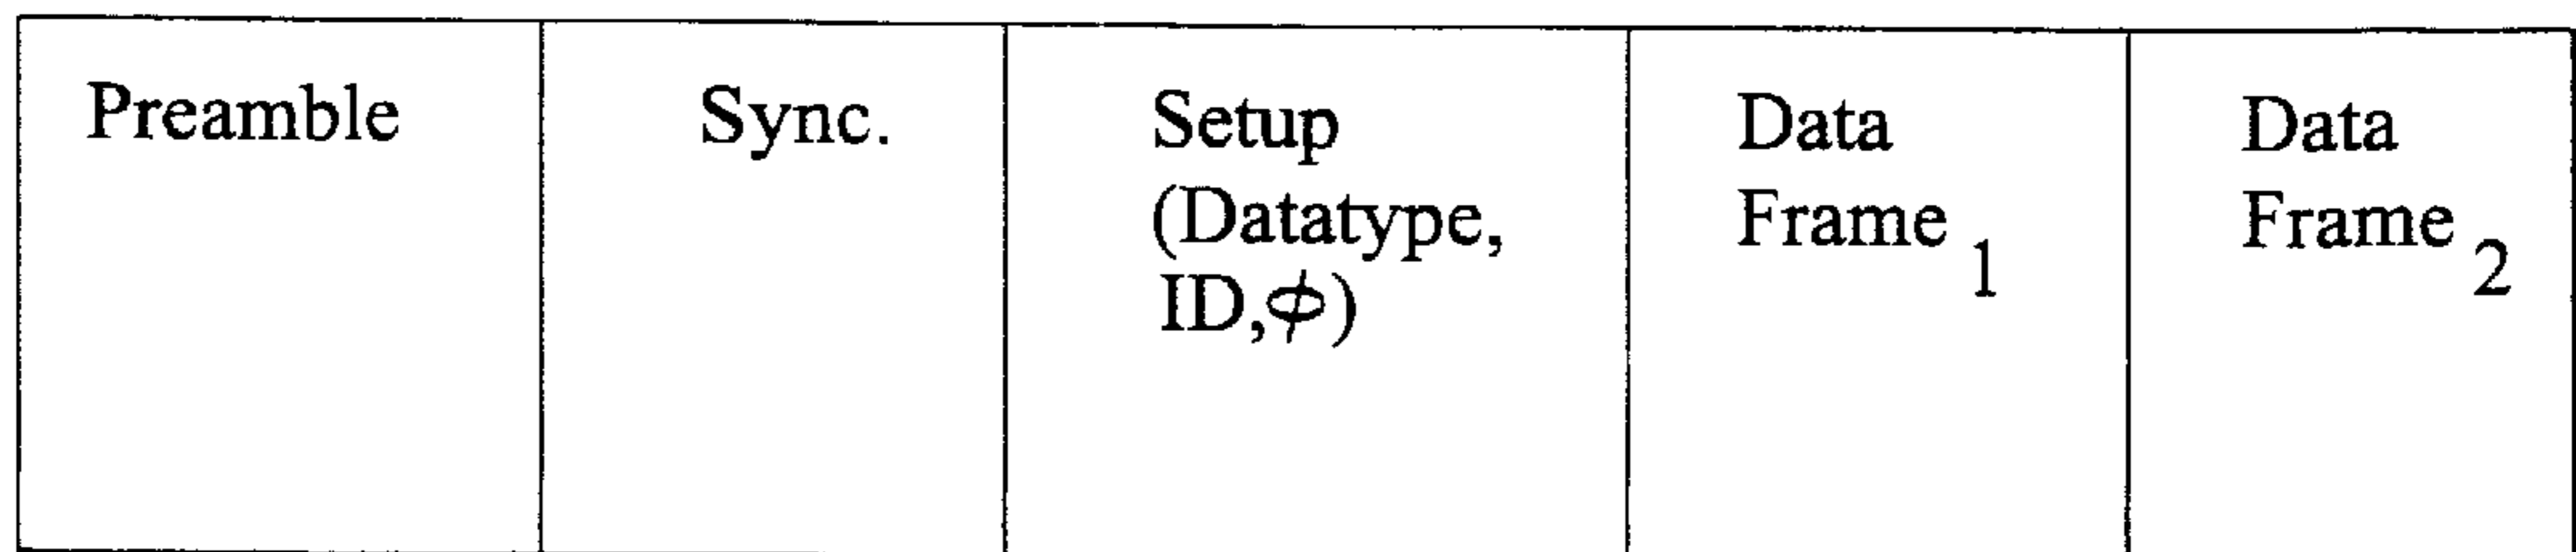 Preamble
Sync.
Setup
(Datatype,
ID,ϕ)
Data
Frame 1
Data
Frame 2